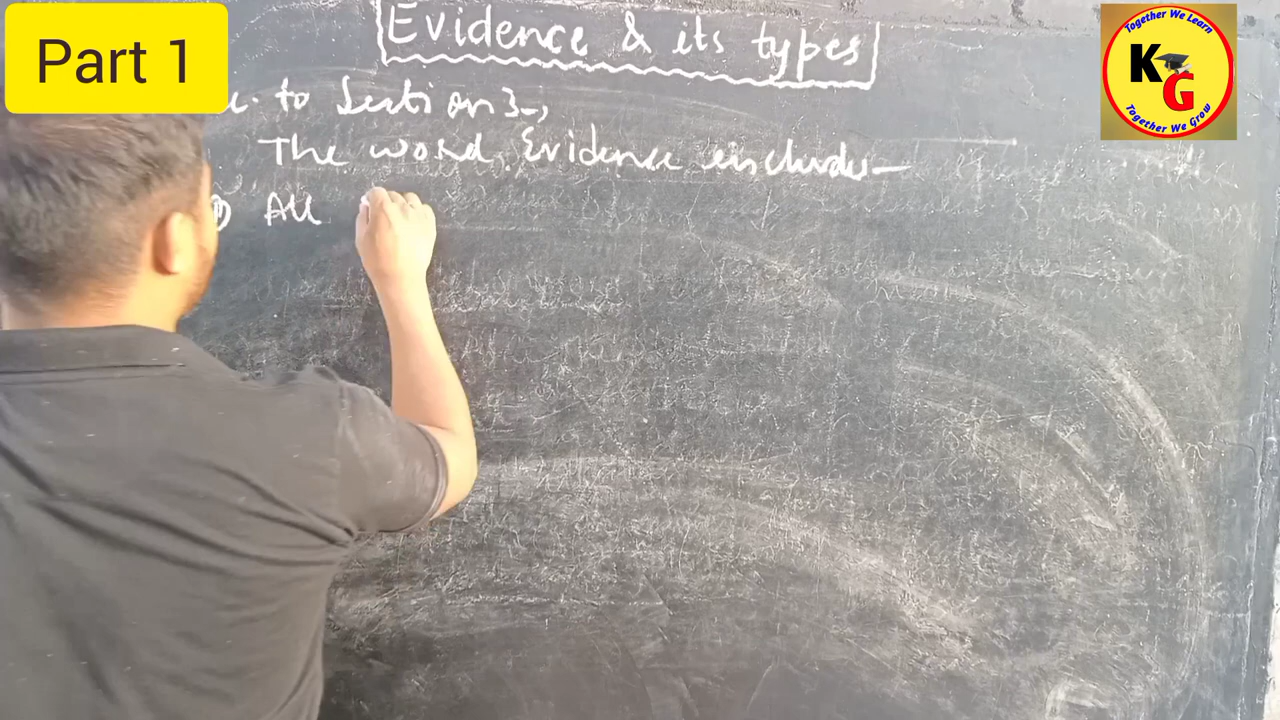 Part 1
Evidence & its types
to Section 3,
The word Evidence includes-
All
Together We Learn
KG
Together We Grow